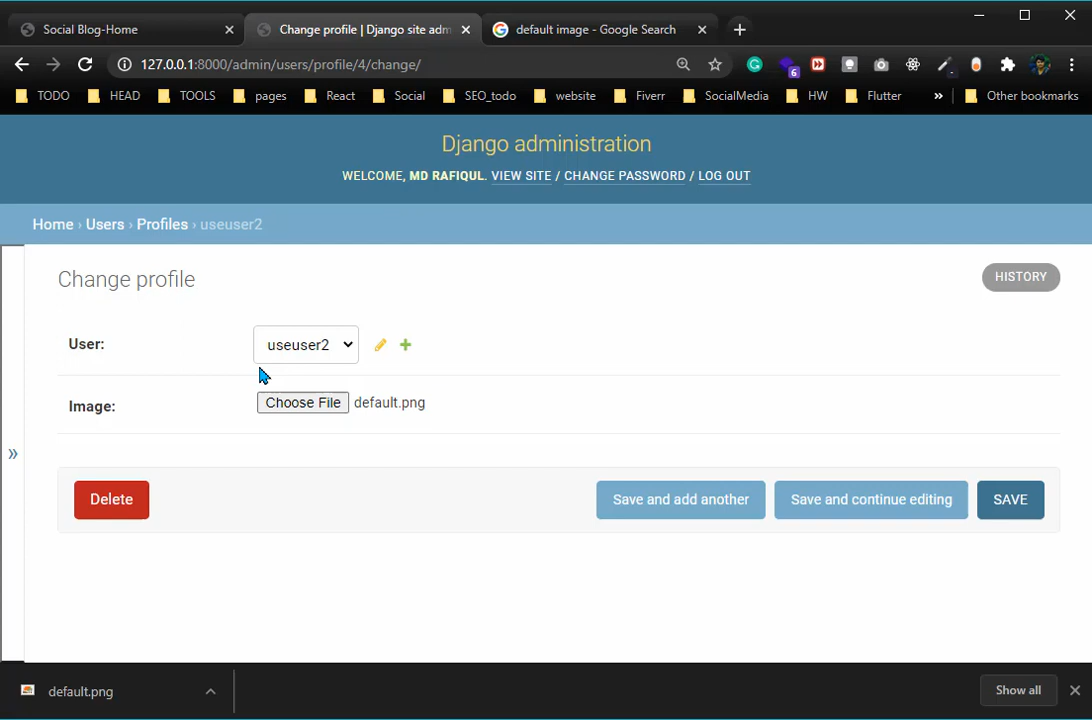 Social Blog-Home
Change profile | Django site adm
default image - Google Search
127.0.0.1:8000/admin/users/profile/4/change/
6
TODO
HEAD
TOOLS
pages
React
Social
SEO_todo
website
Fiverr
SocialMedia
HW
Flutter
»
Other bookmarks
Django administration
WELCOME, MD RAFIQUL. VIEW SITE / CHANGE PASSWORD / LOG OUT
Home › Users › Profiles › useuser2
Change profile
HISTORY
User:
useuser2
Image:
Choose File default.png
»
Delete
Save and add another
Save and continue editing
SAVE
default.png
Show all